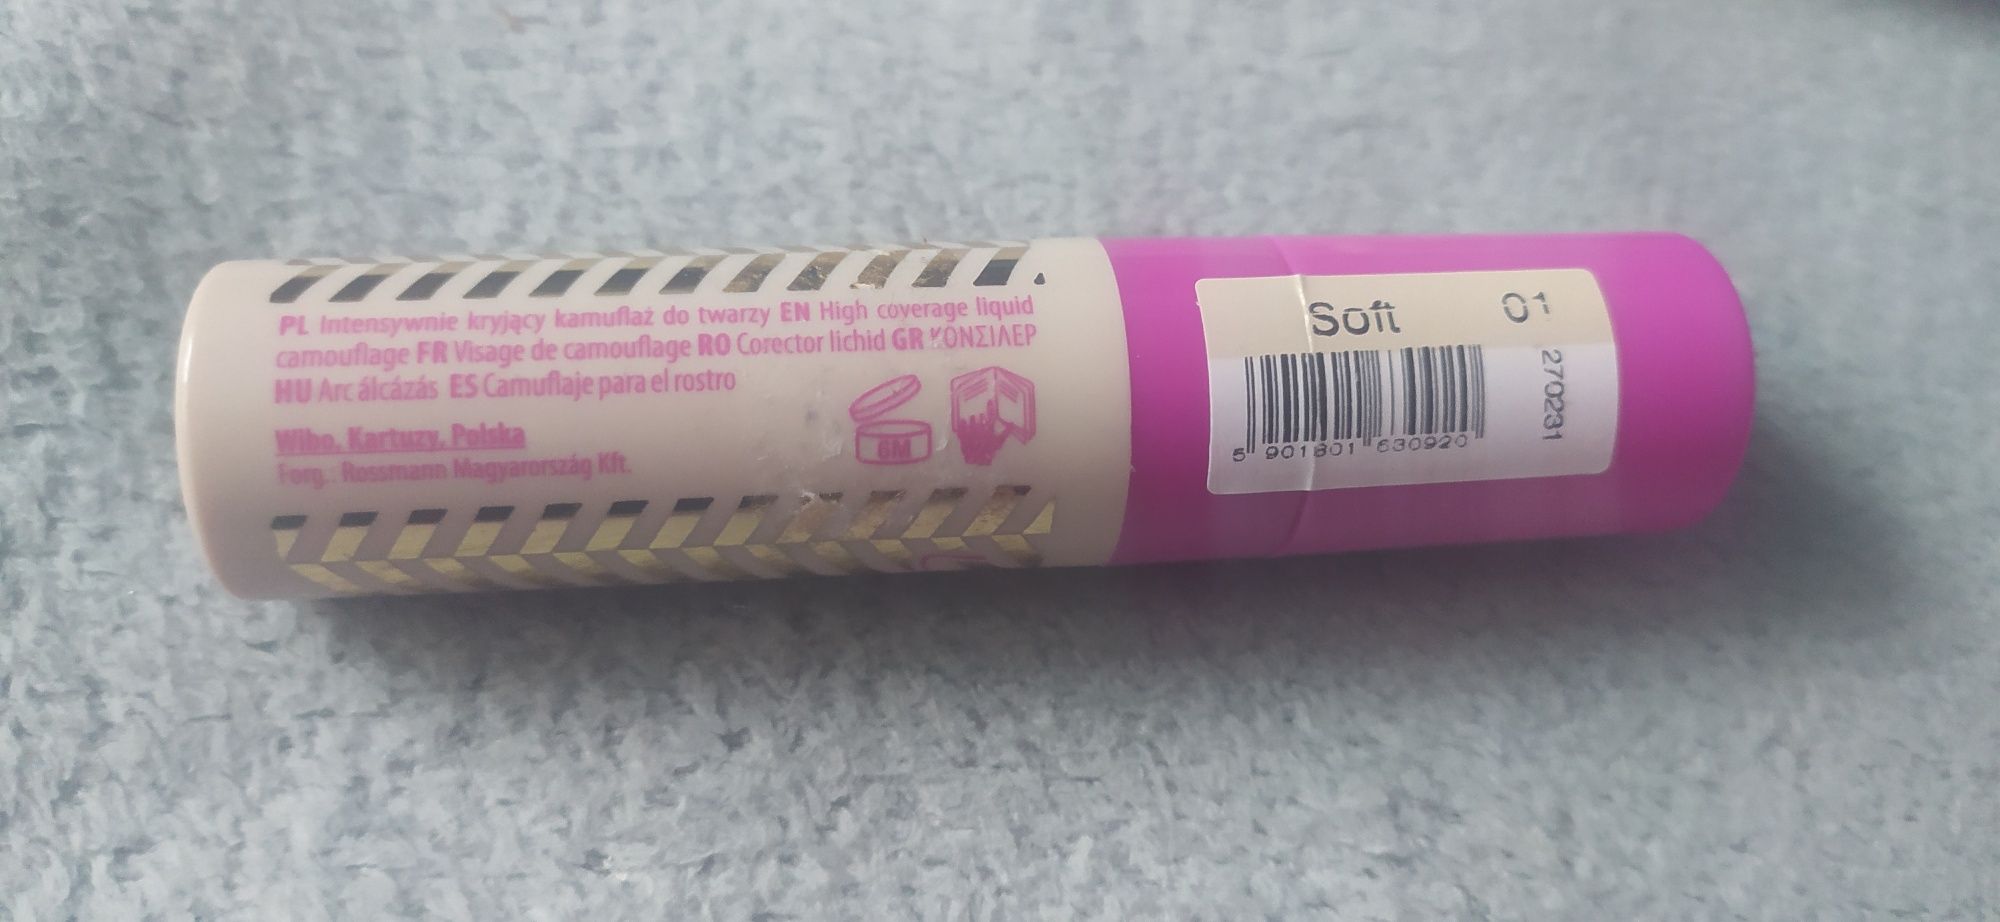 PL Intensywnie kryjący kamuflaż do twarzy EN High coverage liquid
camouflage FR Visage de camouflage RO Corector lichid GR ΚΟΝΣΙΛΕΡ
HU Arc álcázás ES Camuflaje para el rostro
Wibo, Kartuzy, Polska
Forg.: Rossmann Magyarország Kft.
6M
Soft 01
270231
5 901801 630920